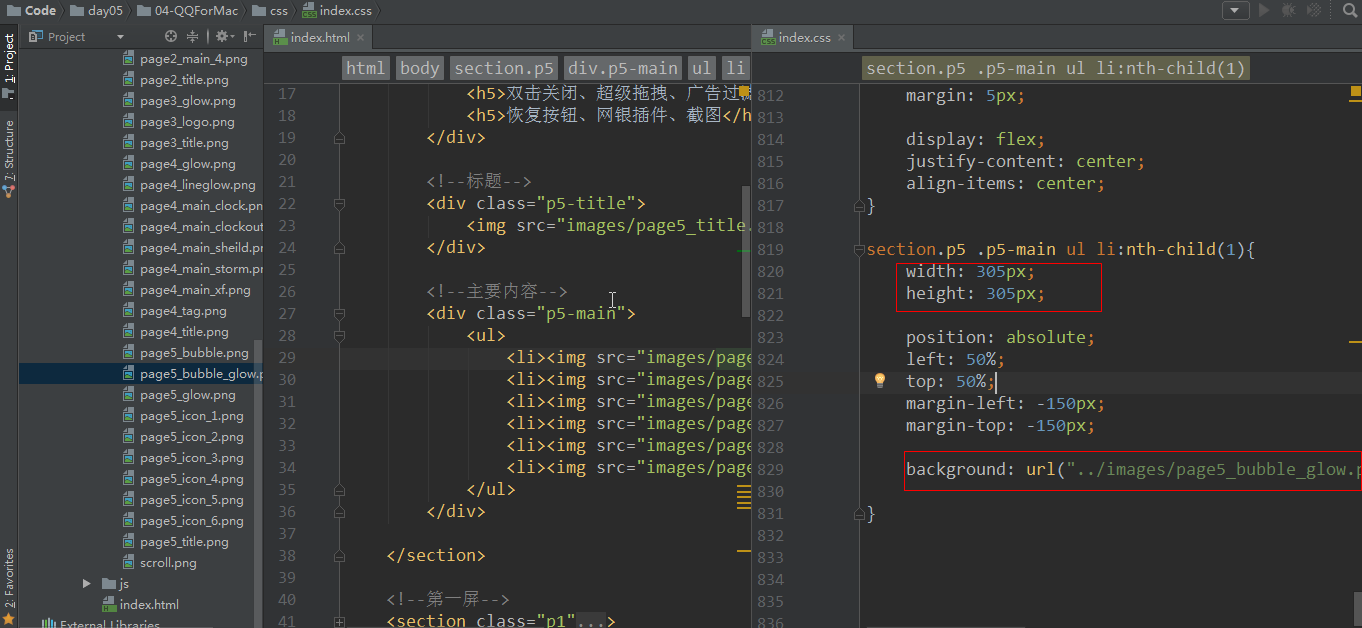 Code day05 04-QQForMac css index.css
Project
index.html
index.css
1: Project
7: Structure
2: Favorites
page2_main_4.png
page2_title.png
page3_glow.png
page3_logo.png
page3_title.png
page4_glow.png
page4_lineglow.png
page4_main_clock.pn
page4_main_clockout
page4_main_sheild.pr
page4_main_storm.pr
page4_main_xf.png
page4_tag.png
page4_title.png
page5_bubble.png
page5_bubble_glow.p
page5_glow.png
page5_icon_1.png
page5_icon_2.png
page5_icon_3.png
page5_icon_4.png
page5_icon_5.png
page5_icon_6.png
page5_title.png
scroll.png
js
index.html
External Libraries
html body section.p5 div.p5-main ul li
17 <h5>双击关闭、超级拖拽、广告过
18 <h5>恢复按钮、网银插件、截图</h
19 </div>
20
21 <!--标题-->
22 <div class="p5-title">
23 <img src="images/page5_title.
24 </div>
25
26 <!--主要内容-->
27 <div class="p5-main">
28 <ul>
29 <li><img src="images/page
30 <li><img src="images/page
31 <li><img src="images/page
32 <li><img src="images/page
33 <li><img src="images/page
34 <li><img src="images/page
35 </ul>
36 </div>
37
38 </section>
39
40 <!--第一屏-->
41 <section class="p1"...>
section.p5 .p5-main ul li:nth-child(1)
812 margin: 5px;
813
814 display: flex;
815 justify-content: center;
816 align-items: center;
817 }
818
819 section.p5 .p5-main ul li:nth-child(1){
820 width: 305px;
821 height: 305px;
822
823 position: absolute;
824 left: 50%;
825 top: 50%;
826 margin-left: -150px;
827 margin-top: -150px;
828
829 background: url("../images/page5_bubble_glow.p
830
831 }
832
833
834
835
836